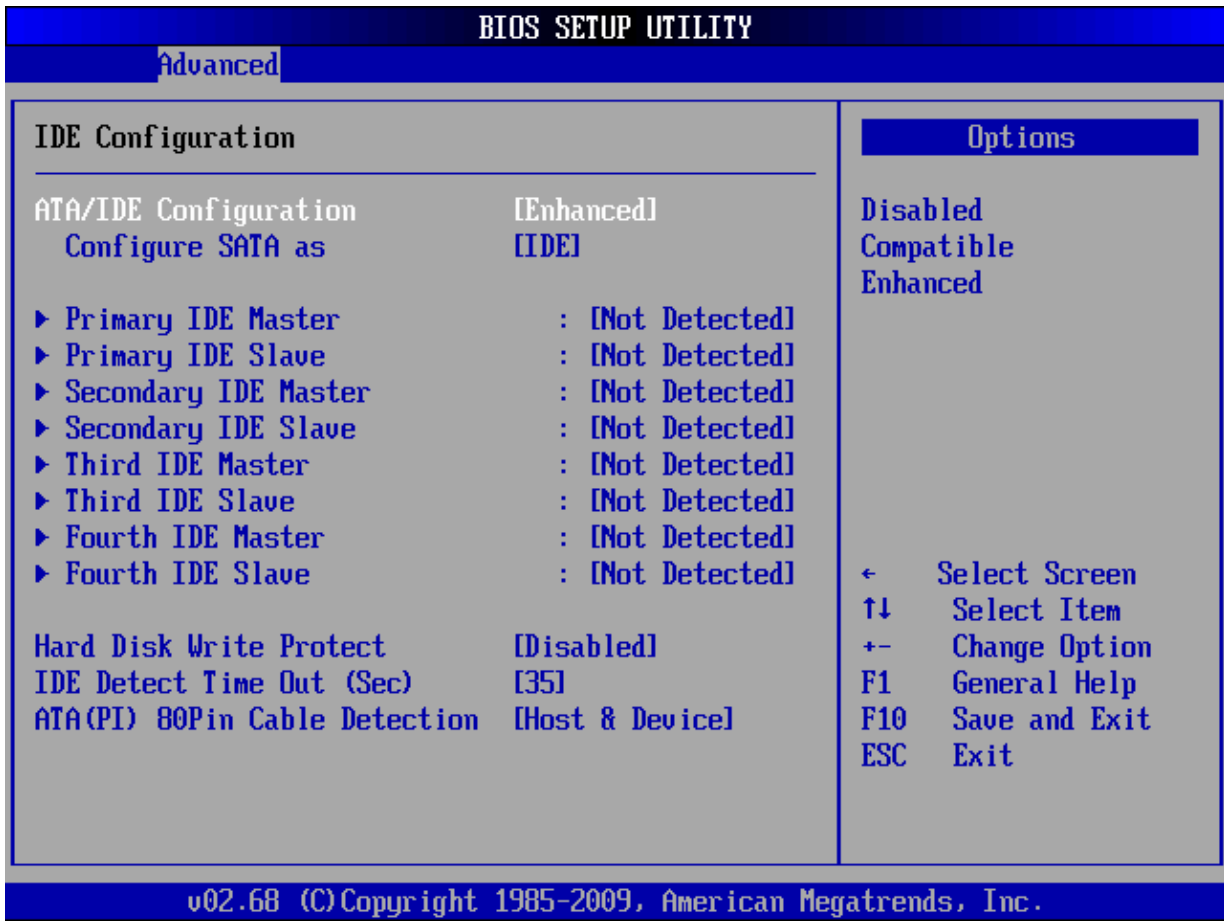 BIOS SETUP UTILITY
Advanced
IDE Configuration
ATA/IDE Configuration [Enhanced]
Configure SATA as [IDE]
▶ Primary IDE Master : [Not Detected]
▶ Primary IDE Slave : [Not Detected]
▶ Secondary IDE Master : [Not Detected]
▶ Secondary IDE Slave : [Not Detected]
▶ Third IDE Master : [Not Detected]
▶ Third IDE Slave : [Not Detected]
▶ Fourth IDE Master : [Not Detected]
▶ Fourth IDE Slave : [Not Detected]
Hard Disk Write Protect [Disabled]
IDE Detect Time Out (Sec) [35]
ATA(PI) 80Pin Cable Detection [Host & Device]
Options
Disabled
Compatible
Enhanced
← Select Screen
↑↓ Select Item
+- Change Option
F1 General Help
F10 Save and Exit
ESC Exit
v02.68 (C)Copyright 1985-2009, American Megatrends, Inc.